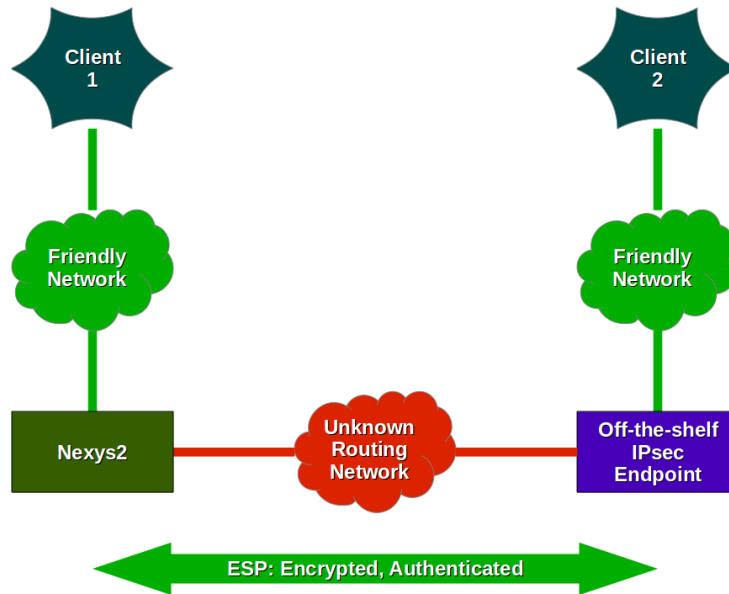 Client
1
Client
2
Friendly
Network
Friendly
Network
Nexys2
Unknown
Routing
Network
Off-the-shelf
IPsec
Endpoint
ESP: Encrypted, Authenticated